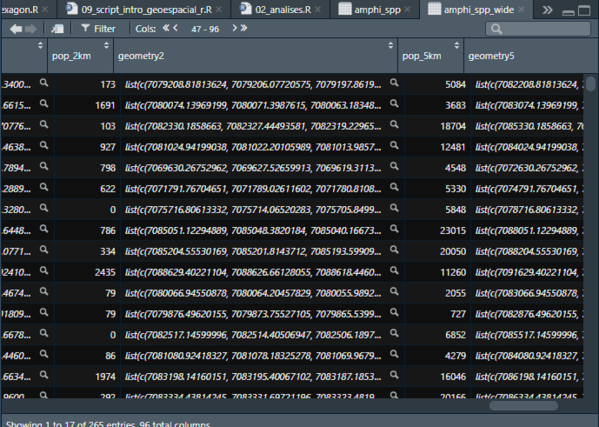 exagon.R × 09_script_intro_geoespacial_r.R × 02_analises.R × amphi_spp × amphi_spp_wide ×
Filter Cols: 47 - 96
pop_2km geometry2 pop_5km geometry5
.3400... 173 list(c(7079208.81813624, 7079206.07720575, 7079197.8619... 5084 list(c(7082208.81813624,
.6615... 1691 list(c(7080074.13969199, 7080071.3987615, 7080063.18348... 3683 list(c(7083074.13969199,
70776... 103 list(c(7082330.1858663, 7082327.44493581, 7082319.22965... 18704 list(c(7085330.1858663,
.4638... 927 list(c(7081024.94199038, 7081022.20105989, 7081013.9857... 12481 list(c(7084024.94199038,
.7894... 798 list(c(7069630.26752962, 7069627.52659913, 7069619.3113... 4548 list(c(7072630.26752962,
.2889... 622 list(c(7071791.76704651, 7071789.02611602, 7071780.8108... 5330 list(c(7074791.76704651,
.3280... 0 list(c(7075716.80613332, 7075714.06520283, 7075705.8499... 5848 list(c(7078716.80613332,
.6448... 786 list(c(7085051.12294889, 7085048.3820184, 7085040.16673... 23015 list(c(7088051.12294889,
.0771... 334 list(c(7085204.55530169, 7085201.8143712, 7085193.59909... 20050 list(c(7088204.55530169,
02410... 2435 list(c(7088629.40221104, 7088626.66128055, 7088618.4460... 11260 list(c(7091629.40221104,
.4674... 79 list(c(7080066.94550878, 7080064.20457829, 7080055.9892... 2055 list(c(7083066.94550878,
01809... 79 list(c(7079876.49620155, 7079873.75527105, 7079865.5399... 727 list(c(7082876.49620155,
.6678... 0 list(c(7082517.14599996, 7082514.40506947, 7082506.1897... 6852 list(c(7085517.14599996,
.4460... 86 list(c(7081080.92418327, 7081078.18325278, 7081069.9679... 4279 list(c(7084080.92418327,
.6634... 1974 list(c(7083198.14160151, 7083195.40067102, 7083187.1853... 16046 list(c(7086198.14160151,
.9600... 292 list(c(7083334.43814245, 7083331.69721196, 7083323.4819... 20166 list(c(7086334.43814245,
Showing 1 to 17 of 265 entries, 96 total columns